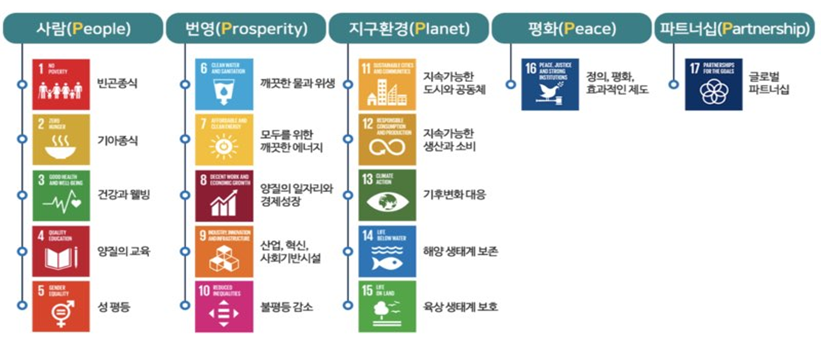 사람(People)
1 NO
POVERTY
빈곤종식
2 ZERO
HUNGER
기아종식
3 GOOD HEALTH
AND WELL-BEING
건강과 웰빙
4 QUALITY
EDUCATION
양질의 교육
5 GENDER
EQUALITY
성 평등
번영(Prosperity)
6 CLEAN WATER
AND SANITATION
깨끗한 물과 위생
7 AFFORDABLE AND
CLEAN ENERGY
모두를 위한
깨끗한 에너지
8 DECENT WORK AND
ECONOMIC GROWTH
양질의 일자리와
경제성장
9 INDUSTRY, INNOVATION
AND INFRASTRUCTURE
산업, 혁신,
사회기반시설
10 REDUCED
INEQUALITIES
불평등 감소
지구환경(Planet)
11 SUSTAINABLE CITIES
AND COMMUNITIES
지속가능한
도시와 공동체
12 RESPONSIBLE
CONSUMPTION
AND PRODUCTION
지속가능한
생산과 소비
13 CLIMATE
ACTION
기후변화 대응
14 LIFE
BELOW WATER
해양 생태계 보존
15 LIFE
ON LAND
육상 생태계 보호
평화(Peace)
16 PEACE, JUSTICE
AND STRONG
INSTITUTIONS
정의, 평화,
효과적인 제도
파트너십(Partnership)
17 PARTNERSHIPS
FOR THE GOALS
글로벌
파트너십